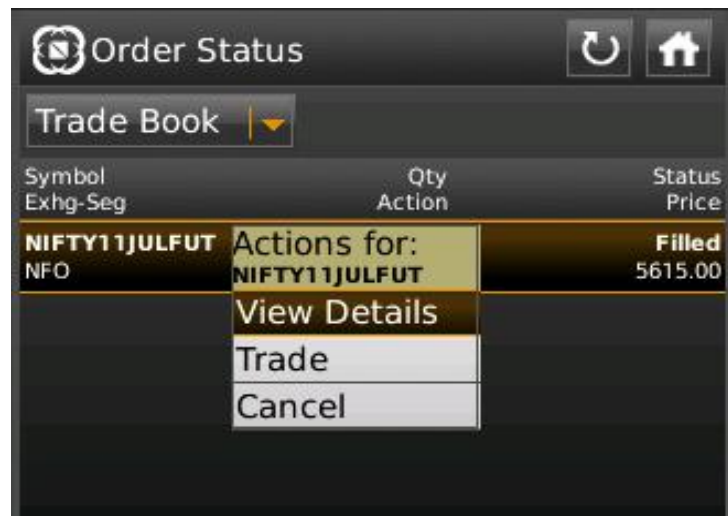 Order Status
Trade Book
Symbol Qty Status
Exhg-Seg Action Price
NIFTY11JULFUT Filled
NFO 5615.00
Actions for:
NIFTY11JULFUT
View Details
Trade
Cancel